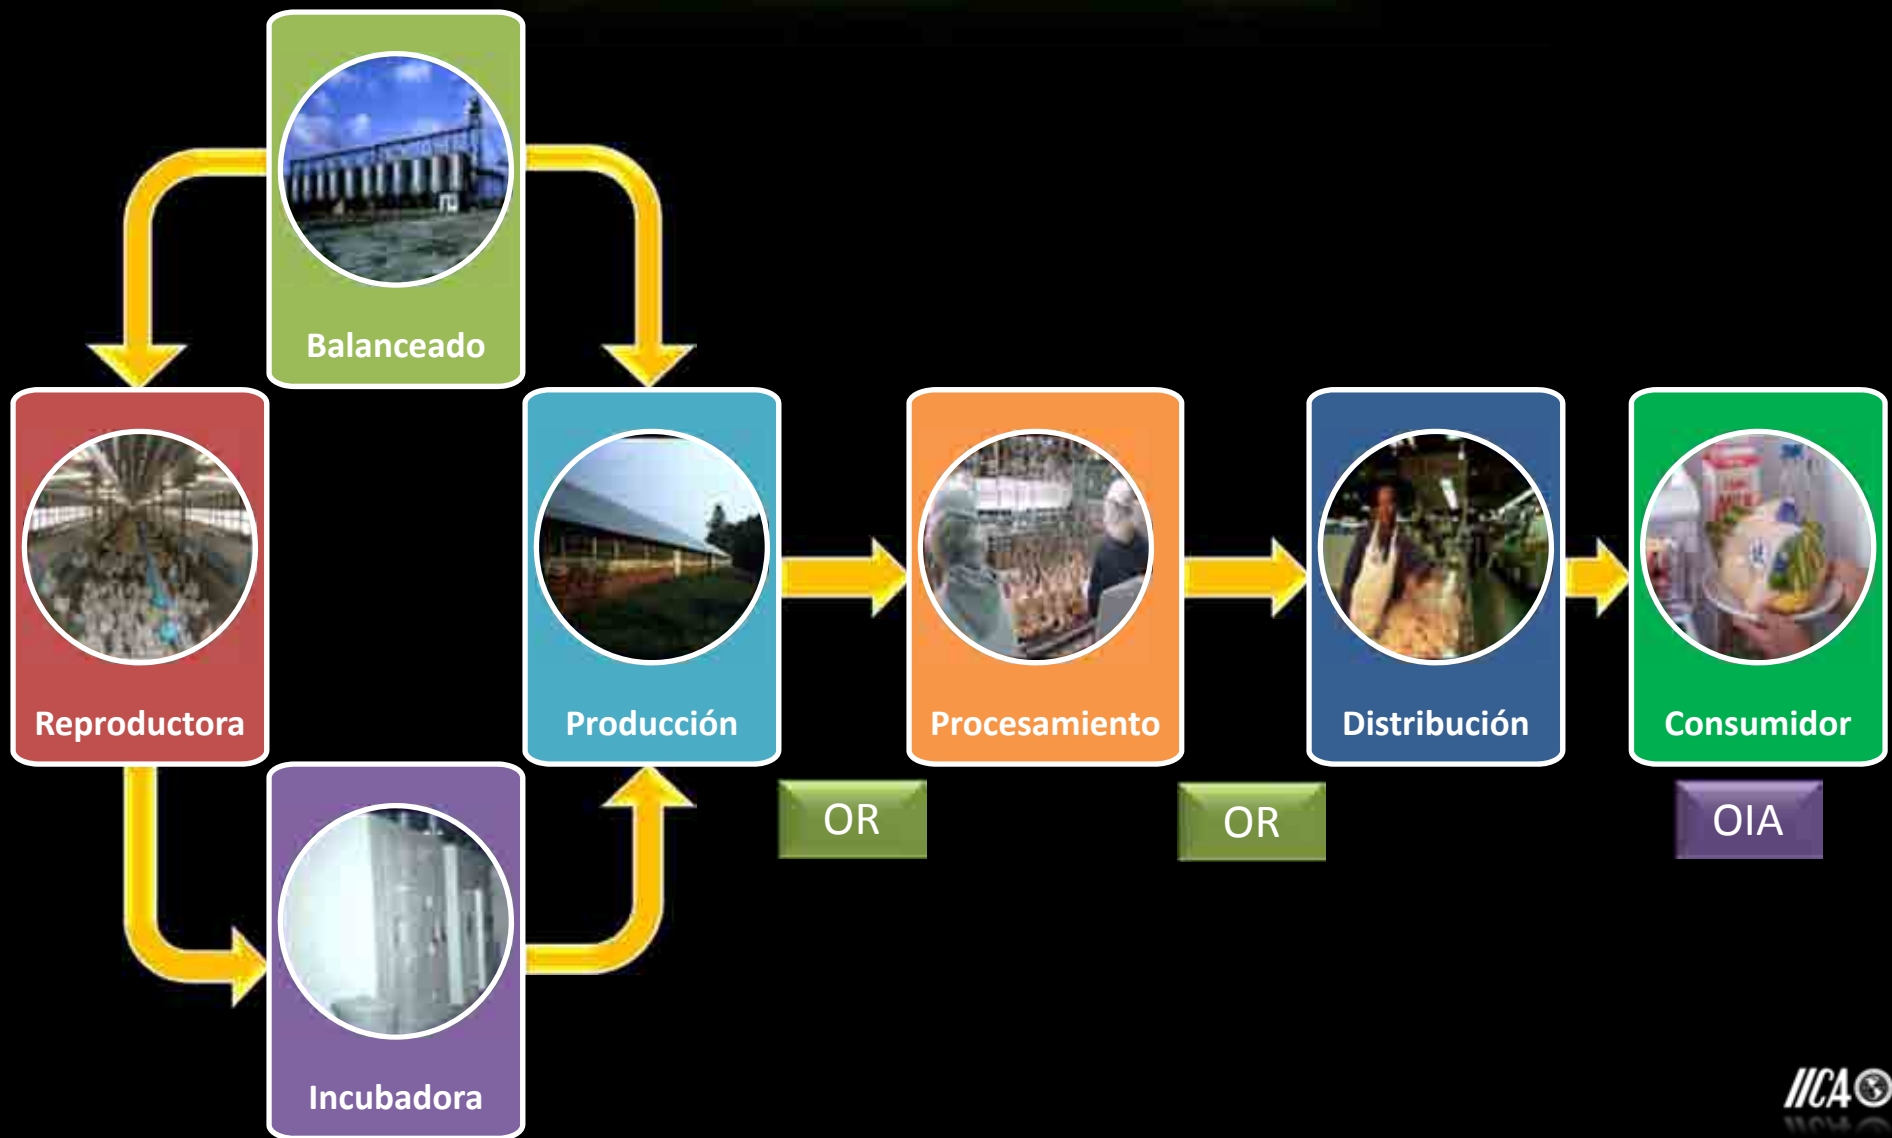 Balanceado
Reproductora
Producción
Procesamiento
Distribución
Consumidor
OR
OR
OIA
Incubadora
IICA